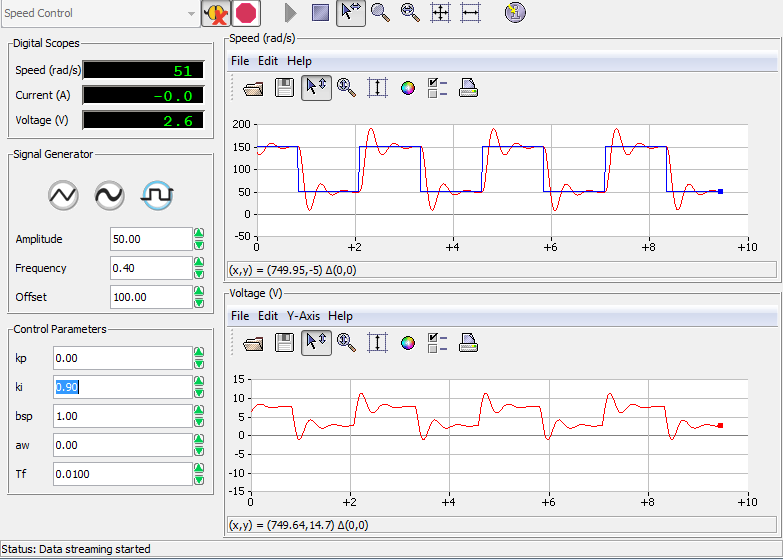 Speed Control
Digital Scopes
Speed (rad/s) 51
Current (A) -0.0
Voltage (V) 2.6
Signal Generator
Amplitude 50.00
Frequency 0.40
Offset 100.00
Control Parameters
kp 0.00
ki 0.90
bsp 1.00
aw 0.00
Tf 0.0100
Speed (rad/s)
File Edit Help
200
150
100
50
0
-50
0 +2 +4 +6 +8 +10
(x,y) = (749.95,-5) Δ(0,0)
Voltage (V)
File Edit Y-Axis Help
15
10
5
0
-5
-10
-15
0 +2 +4 +6 +8 +10
(x,y) = (749.64,14.7) Δ(0,0)
Status: Data streaming started